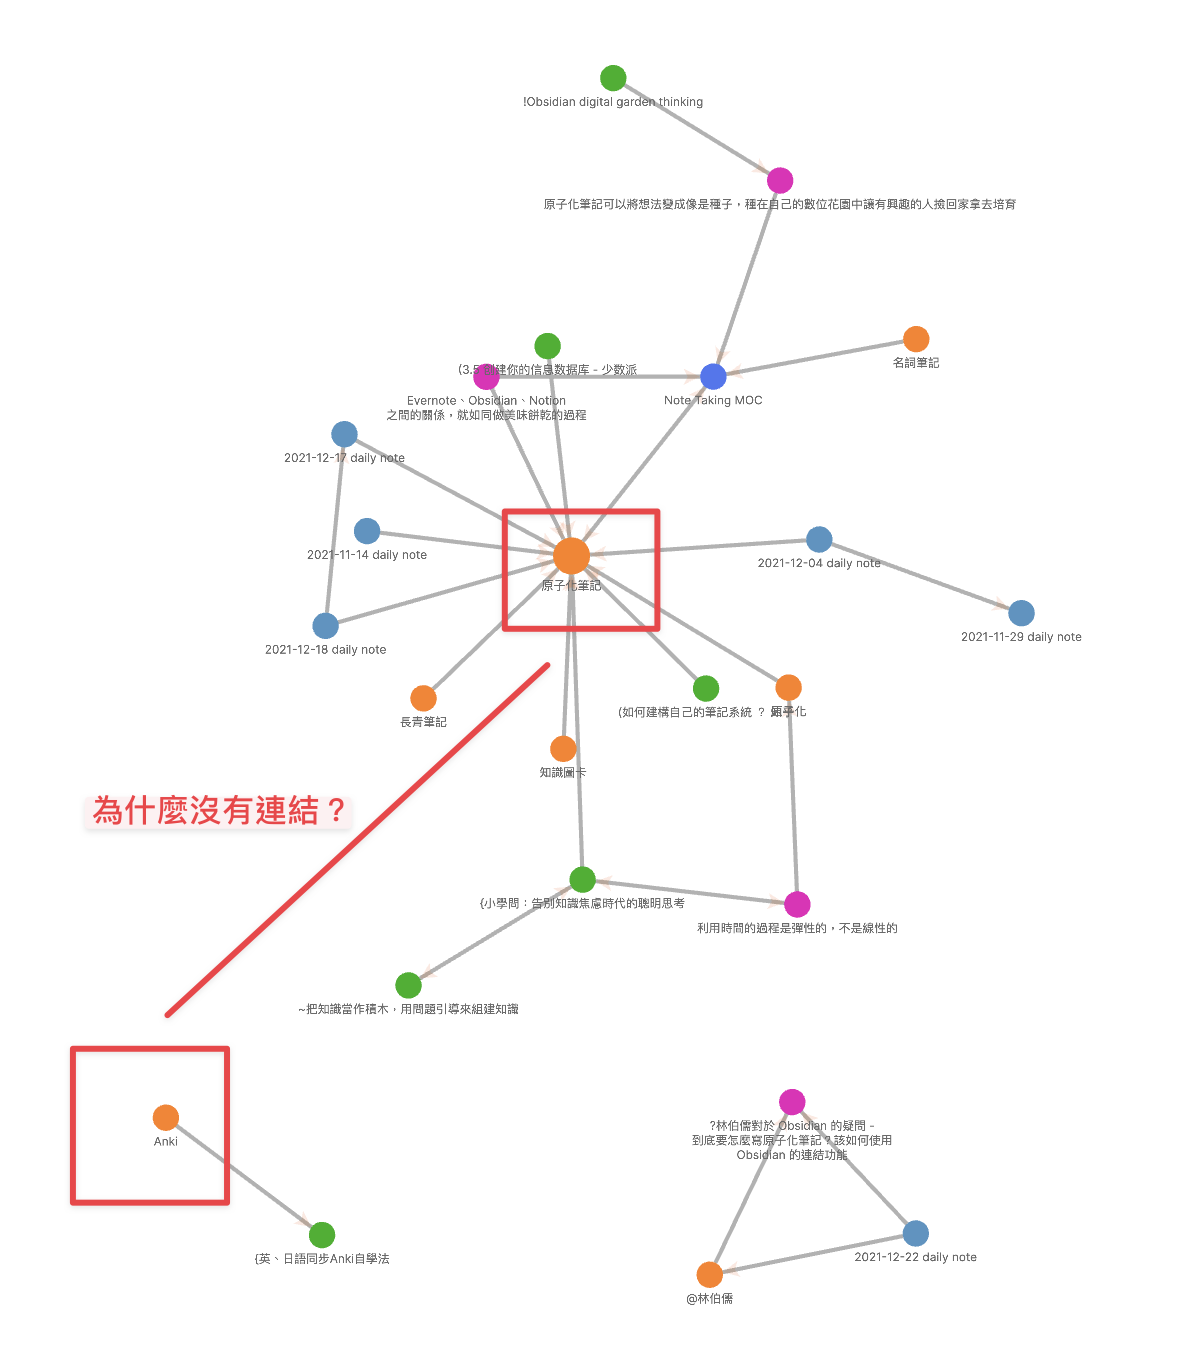 !Obsidian digital garden thinking
原子化筆記可以將想法變成像是種子，種在自己的數位花園中讓有興趣的人撿回家拿去培育
名詞筆記
(3.5 創建你的信息数据库 - 少数派
Evernote、Obsidian、Notion
之間的關係，就如同做美味餅乾的過程
Note Taking MOC
2021-12-17 daily note
2021-11-14 daily note
原子化筆記
2021-12-04 daily note
2021-11-29 daily note
2021-12-18 daily note
長青筆記
(如何建構自己的筆記系統 ？
原子化
知識圖卡
為什麼沒有連結？
{小學問：告別知識焦慮時代的聰明思考
利用時間的過程是彈性的，不是線性的
~把知識當作積木，用問題引導來組建知識
Anki
?林伯儒對於 Obsidian 的疑問 -
到底要怎麼寫原子化筆記？該如何使用
Obsidian 的連結功能
{英、日語同步Anki自學法
2021-12-22 daily note
@林伯儒